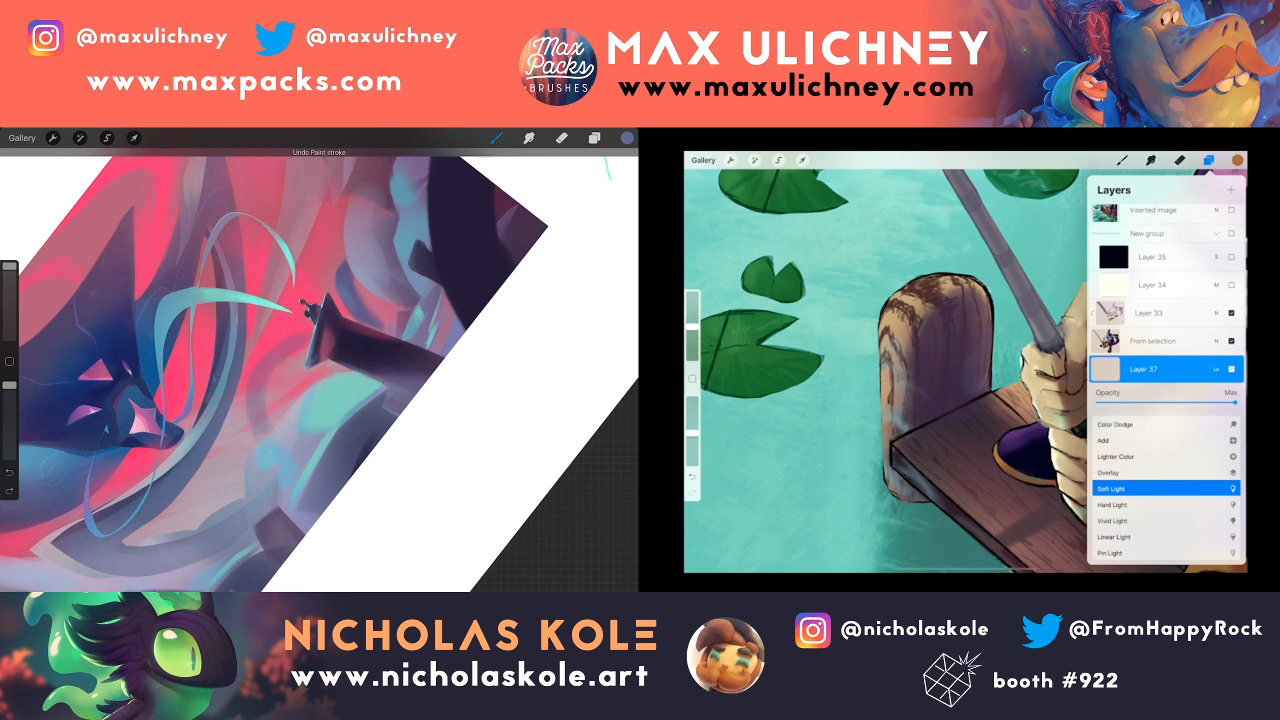 @maxulichney @maxulichney
www.maxpacks.com
Max
Packs
BRUSHES
MAX ULICHNEY
www.maxulichney.com
Gallery
Undo Paint stroke
Gallery
Layers
Inserted Image N
New group
Layer 35 S
Layer 34 M
Layer 33 N
From selection N
Layer 37
Opacity Max
Color Dodge
Add
Lighter Color
Overlay
Soft Light
Hard Light
Vivid Light
Linear Light
Pin Light
NICHOLAS KOLE
www.nicholaskole.art
@nicholaskole @FromHappyRock
booth #922